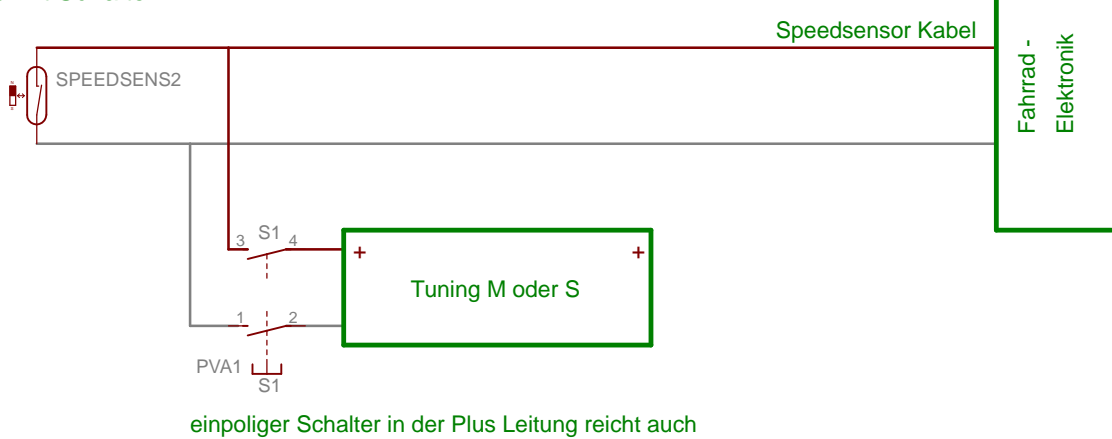 Speedsensor Kabel
SPEEDSENS2
Fahrrad -
Elektronik
3 S1 4
+ +
Tuning M oder S
1 2
PVA1
S1
einpoliger Schalter in der Plus Leitung reicht auch